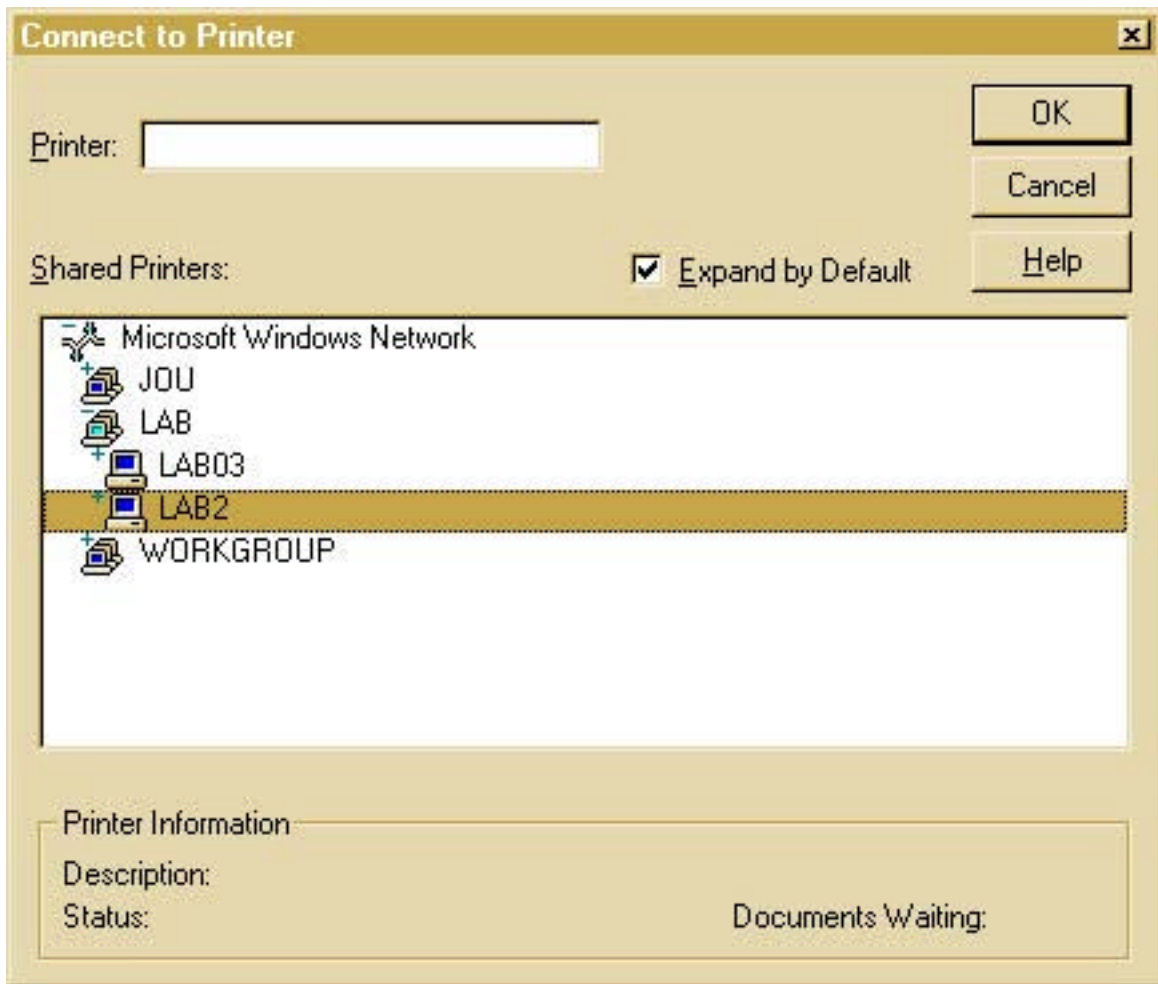 Connect to Printer
OK
Printer:
Cancel
Shared Printers:
Expand by Default
Help
Microsoft Windows Network
JOU
LAB
LAB03
LAB2
WORKGROUP
Printer Information
Description:
Status:
Documents Waiting: